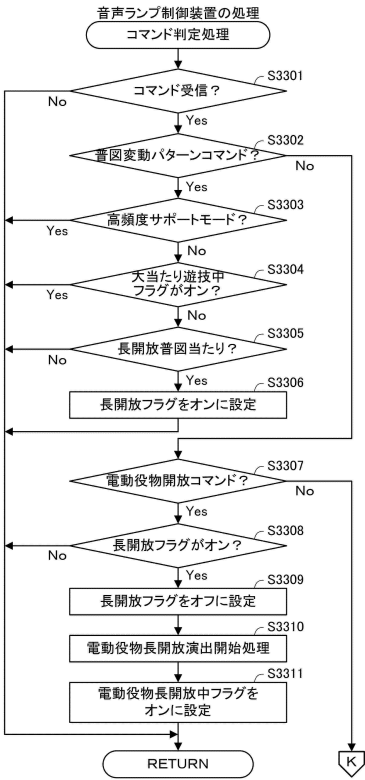 音声ランプ制御装置の処理
コマンド判定処理
S3301
コマンド受信？
No
Yes
S3302
普図変動パターンコマンド？
No
Yes
S3303
高頻度サポートモード？
Yes
No
S3304
大当たり遊技中
フラグがオン？
Yes
No
S3305
長開放普図当たり？
No
Yes
S3306
長開放フラグをオンに設定
S3307
電動役物開放コマンド？
No
Yes
S3308
長開放フラグがオン？
No
Yes
S3309
長開放フラグをオフに設定
S3310
電動役物長開放演出開始処理
S3311
電動役物長開放中フラグを
オンに設定
RETURN
K